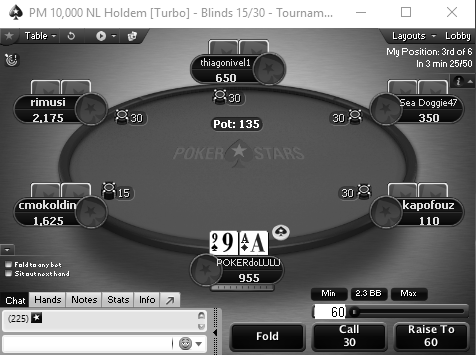 PM 10,000 NL Holdem [Turbo] - Blinds 15/30 - Tournam...
Table
Layouts
Lobby
My Position: 3rd of 6
In 3 min 25/50
thiagonivel1
650
rimusi
2,175
Sea Doggie47
350
30
30
30
Pot: 135
POKER STARS
15
30
cmokoldin
1,625
kapofouz
110
9 9 A A
POKERdoLULU
955
Fold to any bot
Sit out next hand
Min
2.3 BB
Max
Chat
Hands
Notes
Stats
Info
60
(225)
Fold
Call
30
Raise To
60